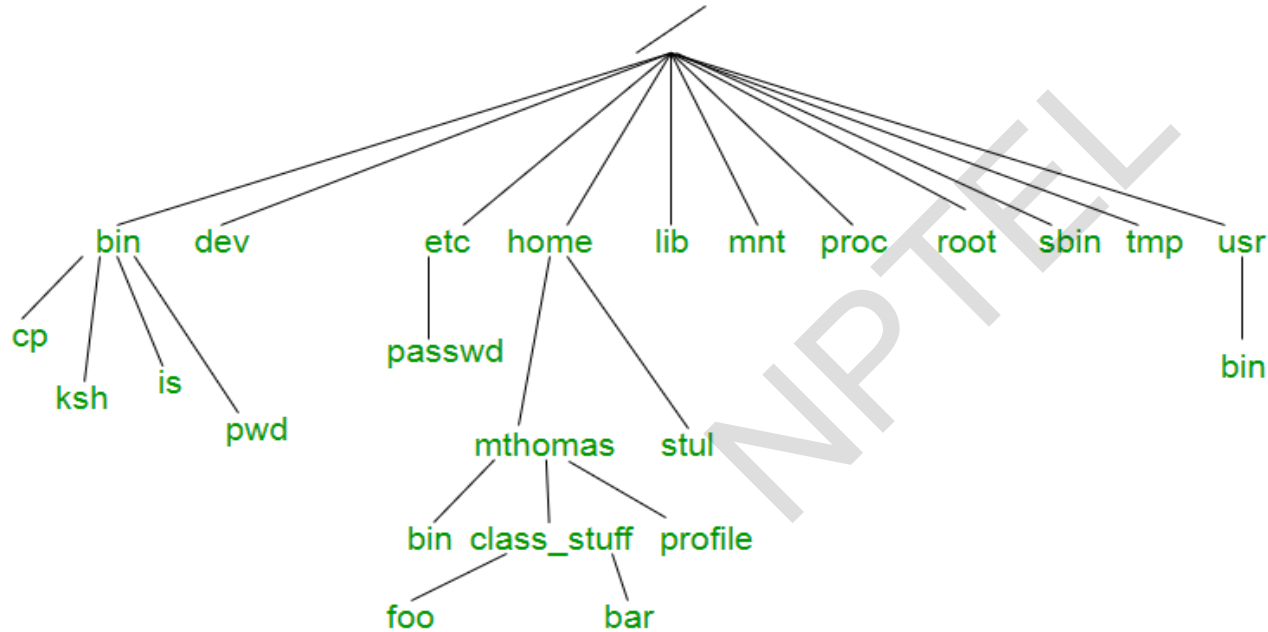 /
bin dev etc home lib mnt proc root sbin tmp usr
cp
ksh
is
pwd
passwd
bin
mthomas stul
bin class_stuff profile
foo bar
NPTEL